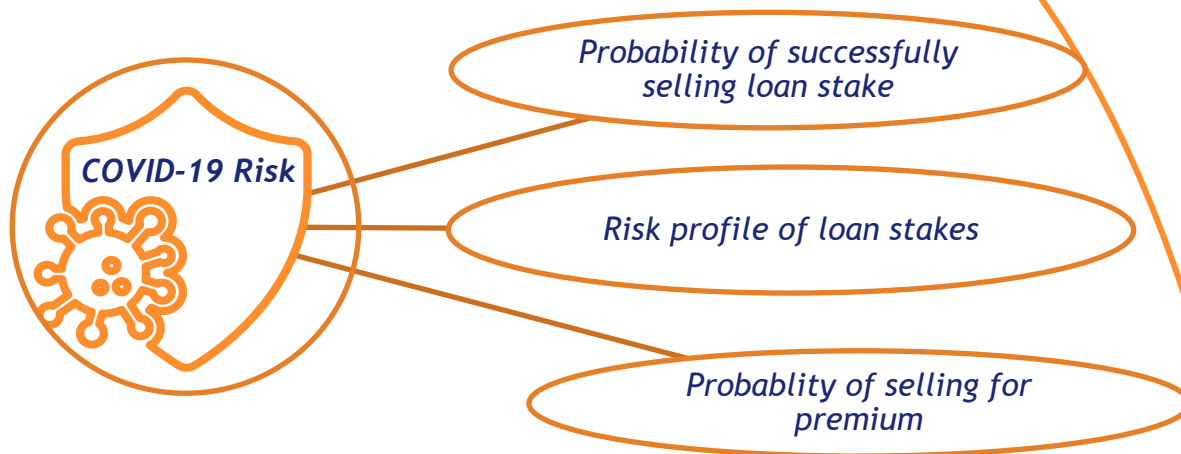 Probability of successfully
selling loan stake
COVID-19 Risk
Risk profile of loan stakes
Probablity of selling for
premium